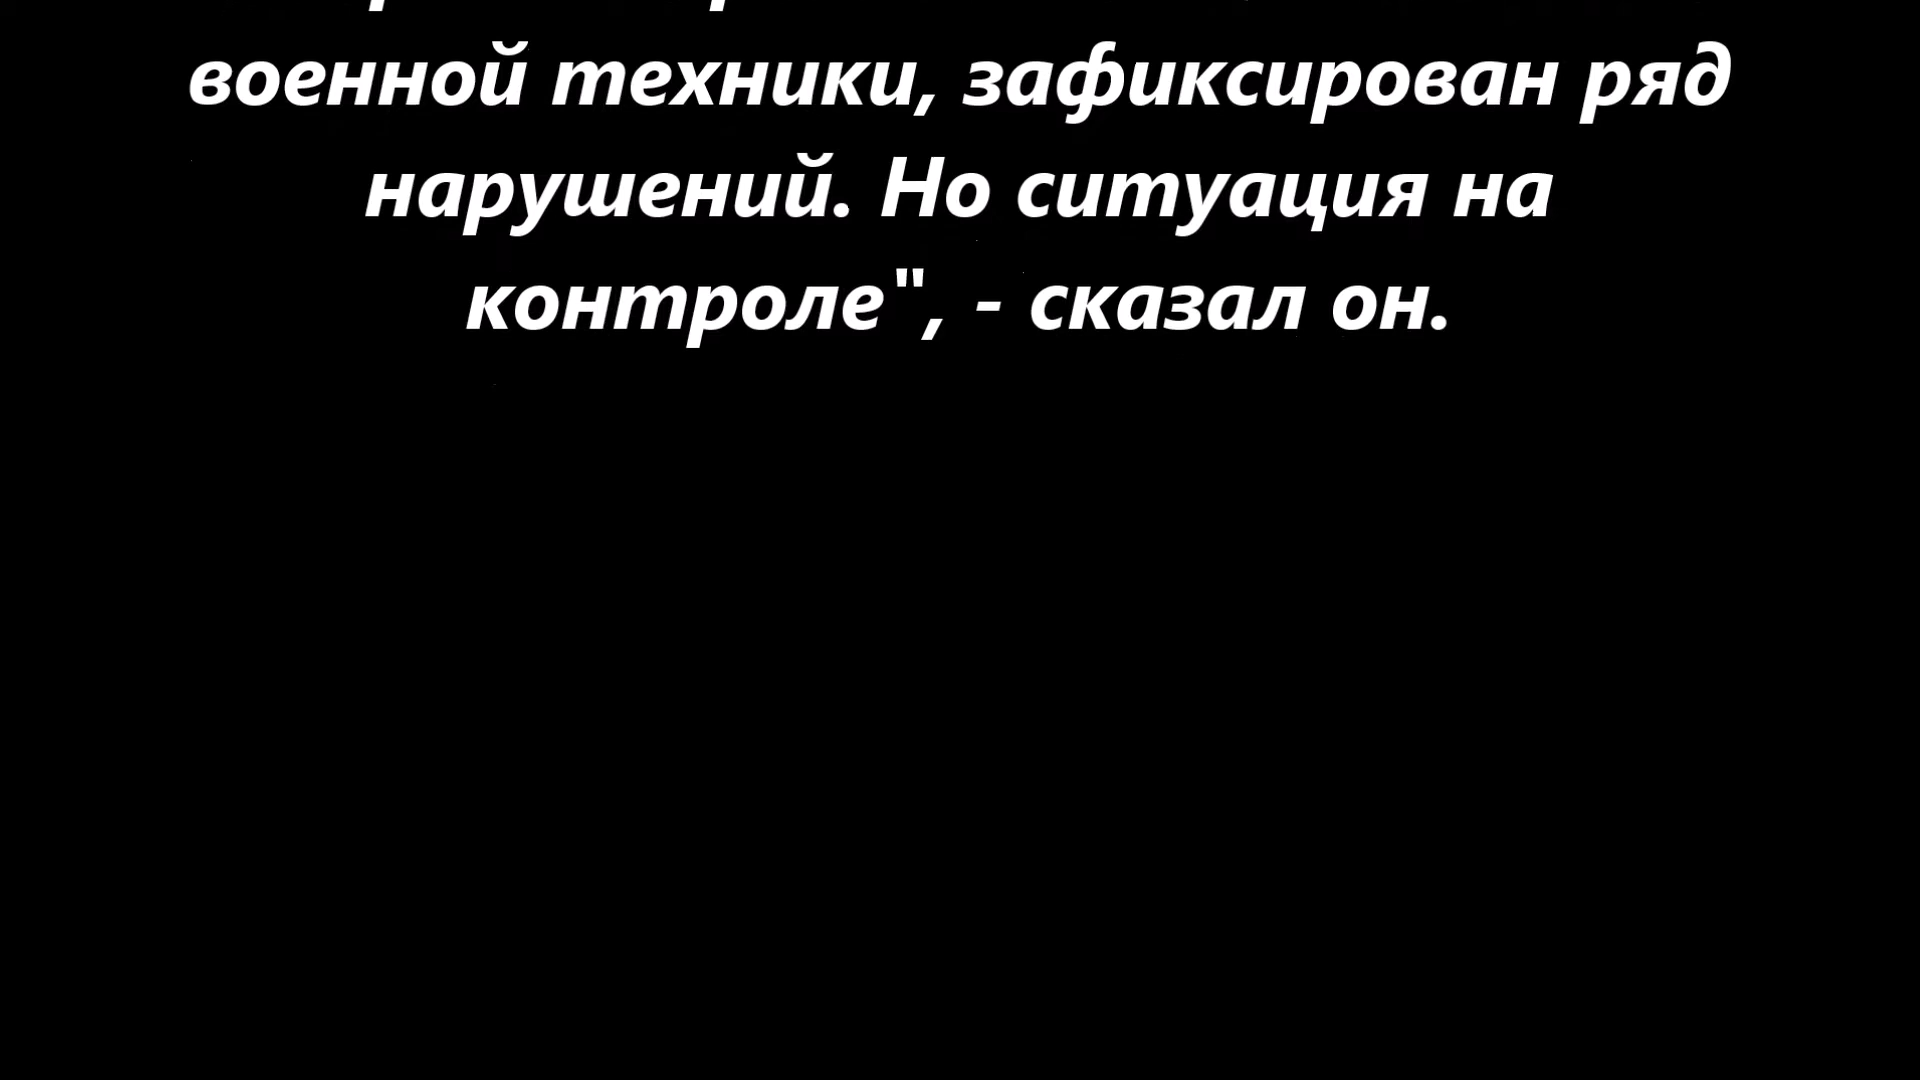 военной техники, зафиксирован ряд
нарушений. Но ситуация на
контроле", - сказал он.